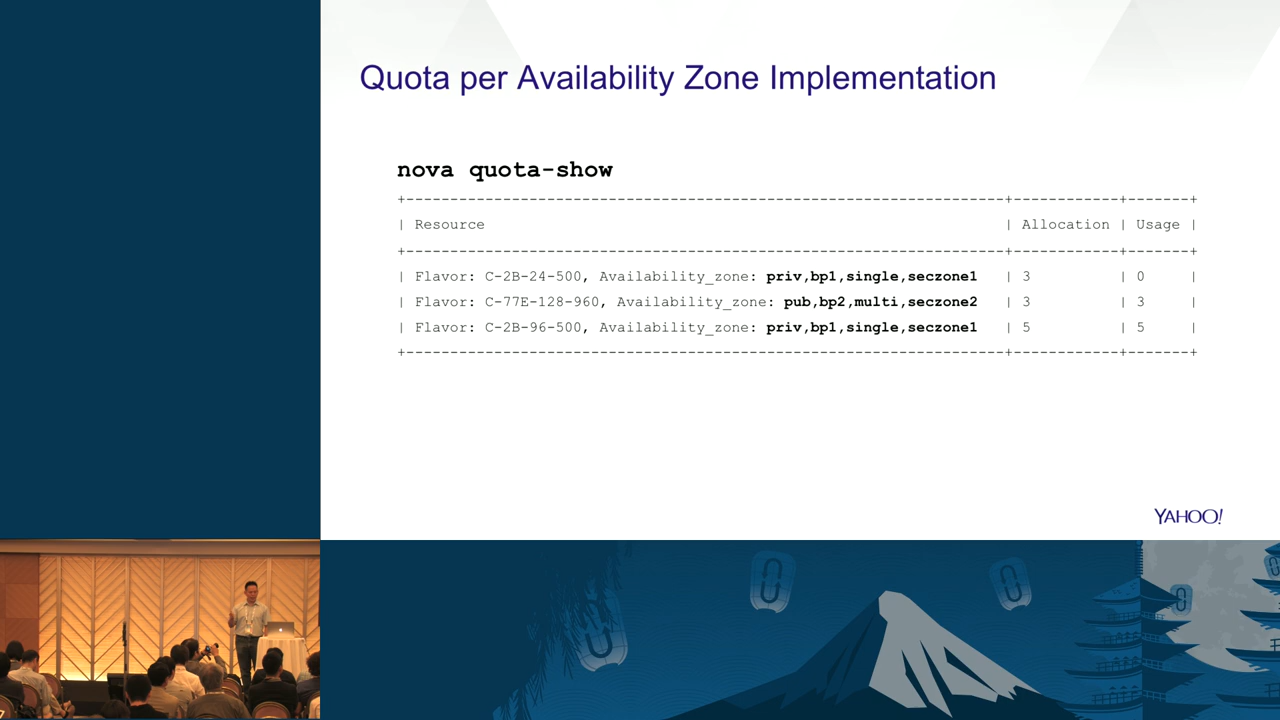 Quota per Availability Zone Implementation
nova quota-show
+--------------------------------------------------------------------+------------+-------+
| Resource | Allocation | Usage |
+--------------------------------------------------------------------+------------+-------+
| Flavor: C-2B-24-500, Availability_zone: priv,bp1,single,seczone1 | 3 | 0 |
| Flavor: C-77E-128-960, Availability_zone: pub,bp2,multi,seczone2 | 3 | 3 |
| Flavor: C-2B-96-500, Availability_zone: priv,bp1,single,seczone1 | 5 | 5 |
+--------------------------------------------------------------------+------------+-------+
YAHOO!